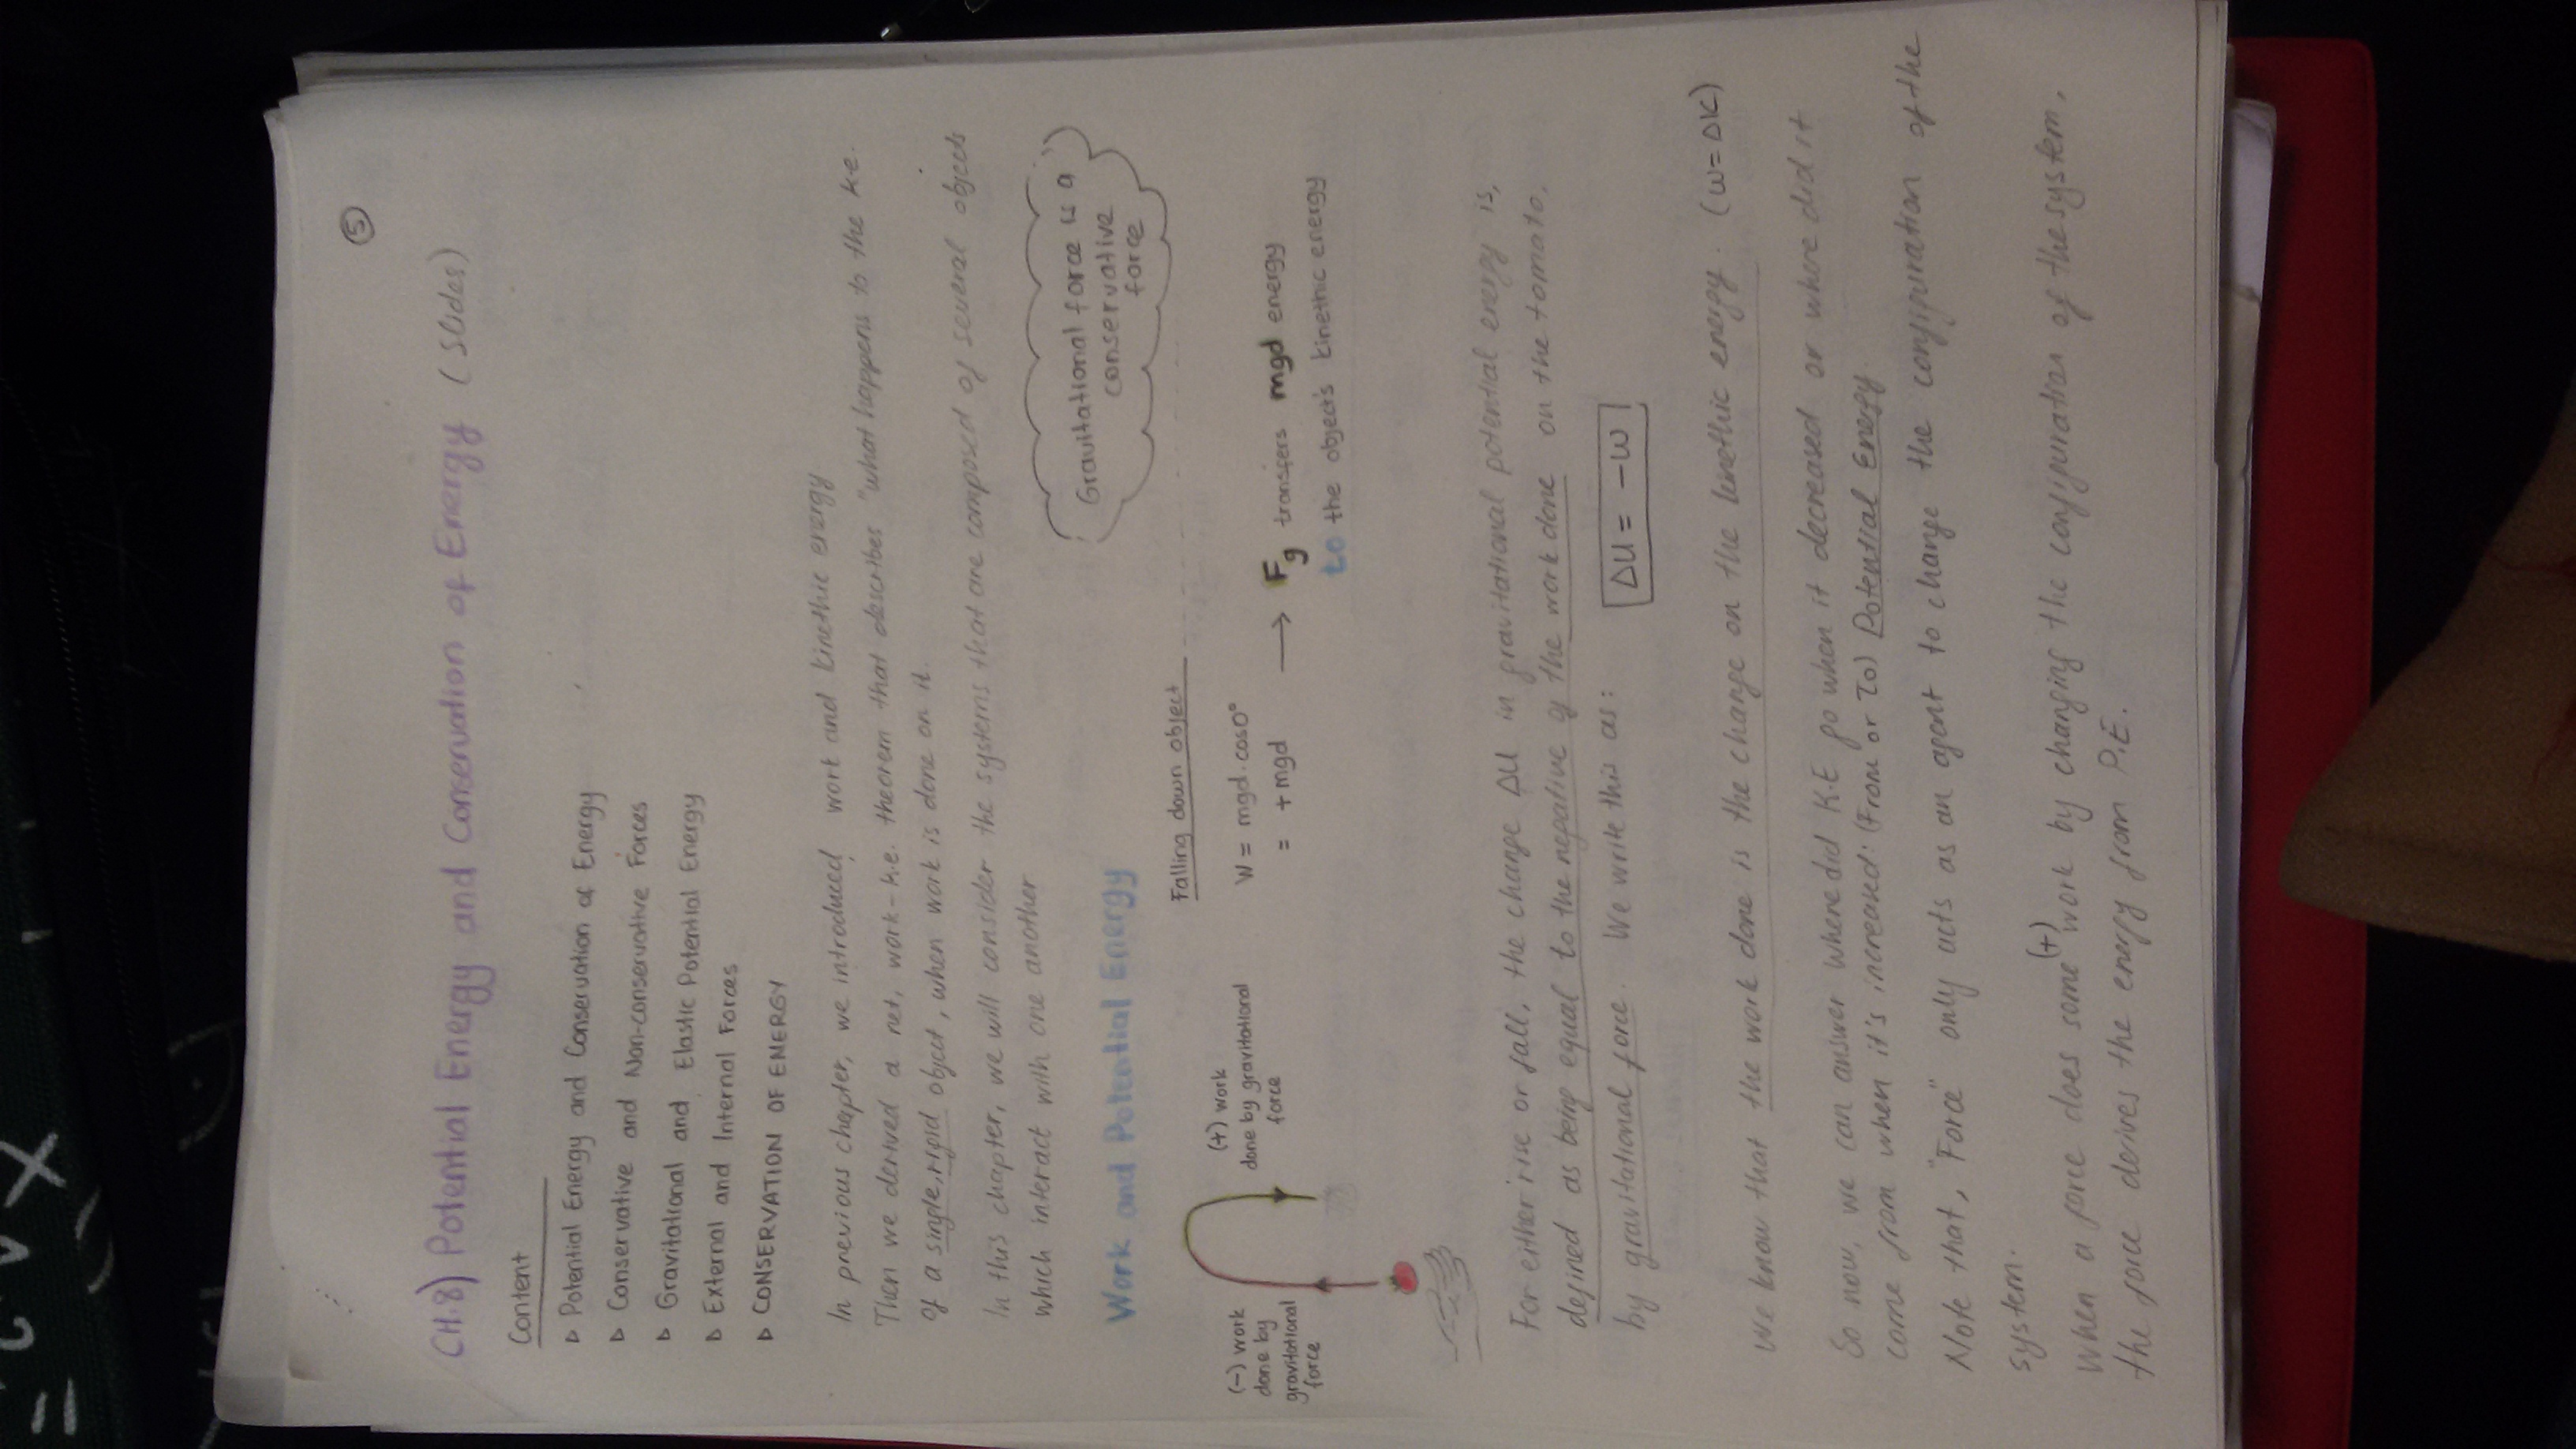 5
CH.8) Potential Energy and Conservation of Energy (Slides)
Content
▷ Potential Energy and Conservation of Energy
▷ Conservative and Non-conservative Forces
▷ Gravitational and Elastic Potential Energy
▷ External and Internal Forces
▷ CONSERVATION OF ENERGY
In previous chapter, we introduced work and kinethic energy
Then we derived a net, work-k.e. theorem that describes "what happens to the k.e.
of a single, rigid object, when work is done on it.
In this chapter, we will consider the systems that are composed of several objects
which interact with one another
Gravitational force is a
conservative
force
Work and Potential Energy
(-) work
done by
gravitational
force
(+) work
done by gravitational
force
Falling down object
W = mgd.cos0°
= +mgd → Fg transfers mgd energy
to the object's kinethic energy
For either rise or fall, the change ΔU in gravitational potential energy is,
defined as being equal to the negative of the work done on the tomato,
by gravitational force. We write this as: ΔU = -W
We know that the work done is the change on the kinethic energy. (W=ΔK)
So now, we can answer where did K.E go when it decreased or where did it
come from when it's increased: (From or To) Potential Energy.
Note that, "Force" only acts as an agent to change the configuration of the
system.
When a force does some (+) work by changing the configuration of the system,
the force derives the energy from P.E.